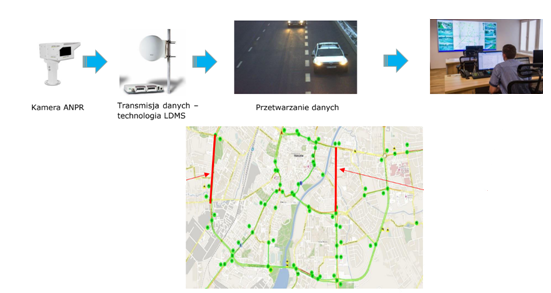 Kamera ANPR
Transmisja danych –
technologia LDMS
Przetwarzanie danych